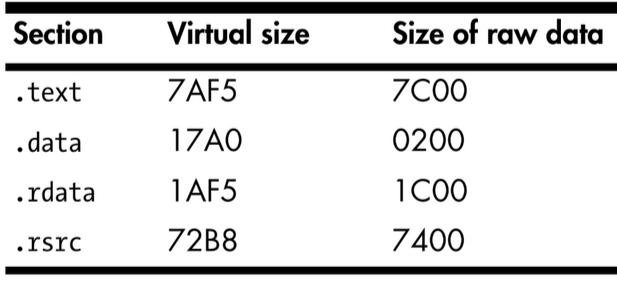 Section Virtual size Size of raw data
.text 7AF5 7C00
.data 17A0 0200
.rdata 1AF5 1C00
.rsrc 72B8 7400